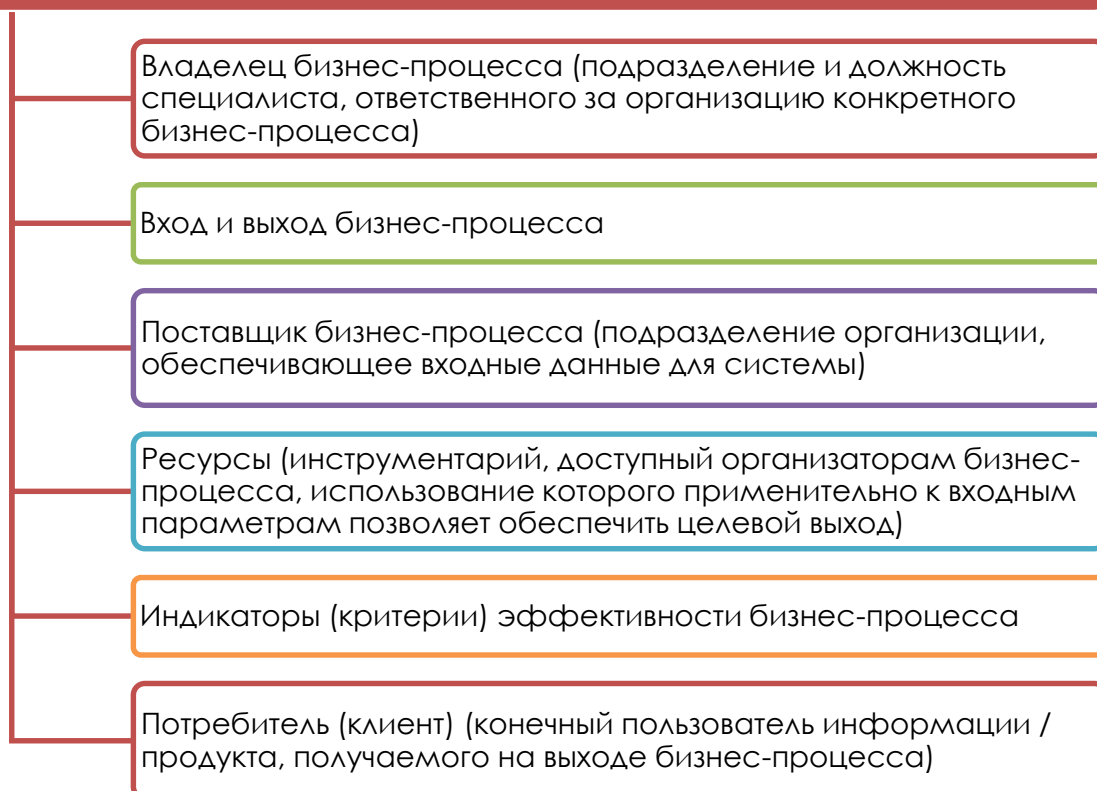 Владелец бизнес-процесса (подразделение и должность
специалиста, ответственного за организацию конкретного
бизнес-процесса)
Вход и выход бизнес-процесса
Поставщик бизнес-процесса (подразделение организации,
обеспечивающее входные данные для системы)
Ресурсы (инструментарий, доступный организаторам бизнес-
процесса, использование которого применительно к входным
параметрам позволяет обеспечить целевой выход)
Индикаторы (критерии) эффективности бизнес-процесса
Потребитель (клиент) (конечный пользователь информации /
продукта, получаемого на выходе бизнес-процесса)